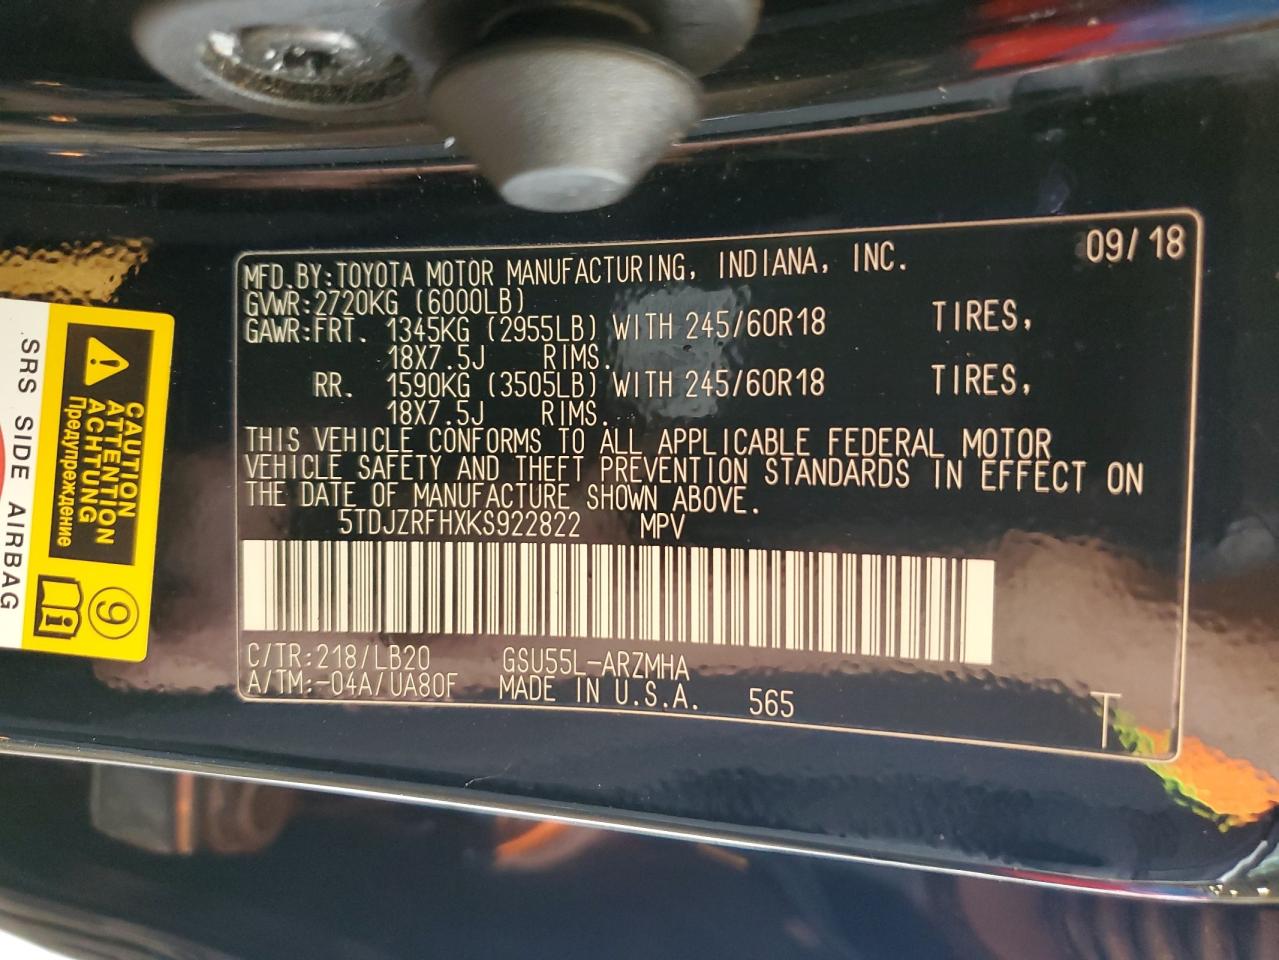 09/18
MFD.BY:TOYOTA MOTOR MANUFACTURING, INDIANA, INC.
GVWR:2720KG (6000LB)
GAWR:FRT. 1345KG (2955LB) WITH 245/60R18 TIRES,
18X7.5J RIMS.
RR. 1590KG (3505LB) WITH 245/60R18 TIRES,
18X7.5J RIMS.
THIS VEHICLE CONFORMS TO ALL APPLICABLE FEDERAL MOTOR
VEHICLE SAFETY AND THEFT PREVENTION STANDARDS IN EFFECT ON
THE DATE OF MANUFACTURE SHOWN ABOVE.
5TDJZRFHXKS922822 MPV
C/TR:218/LB20 GSU55L-ARZMHA
A/TM:-04A/UA80F MADE IN U.S.A. 565
T
CAUTION
ATTENTION
ACHTUNG
Предупреждение
9
i
SRS SIDE AIRBAG